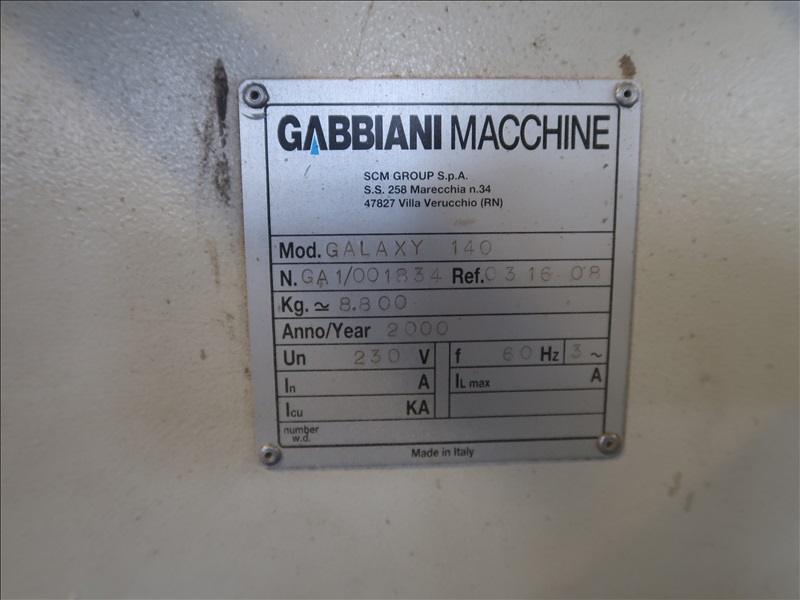 GABBIANI MACCHINE
SCM GROUP S.p.A.
S.S. 258 Marecchia n.34
47827 Villa Verucchio (RN)
Mod. GALAXY 140
N. GA1/001834 Ref. 0316-08
Kg. ≃ 8.800
Anno/Year 2000
Un 230 V f 60 Hz 3 ~
In A IL max A
Icu KA
number
w.d.
Made in Italy